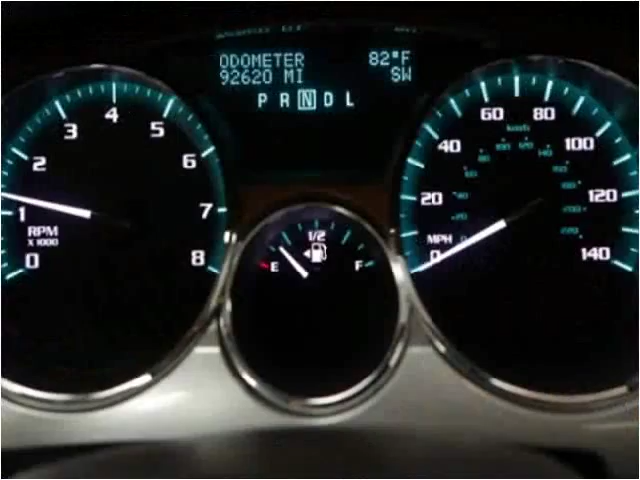 ODOMETER 82°F
92620 MI SW
P R N D L
0 1 2 3 4 5 6 7 8
RPM
X 1000
E 1/2 F
0 20 40 60 80 100 120 140
MPH
km/h